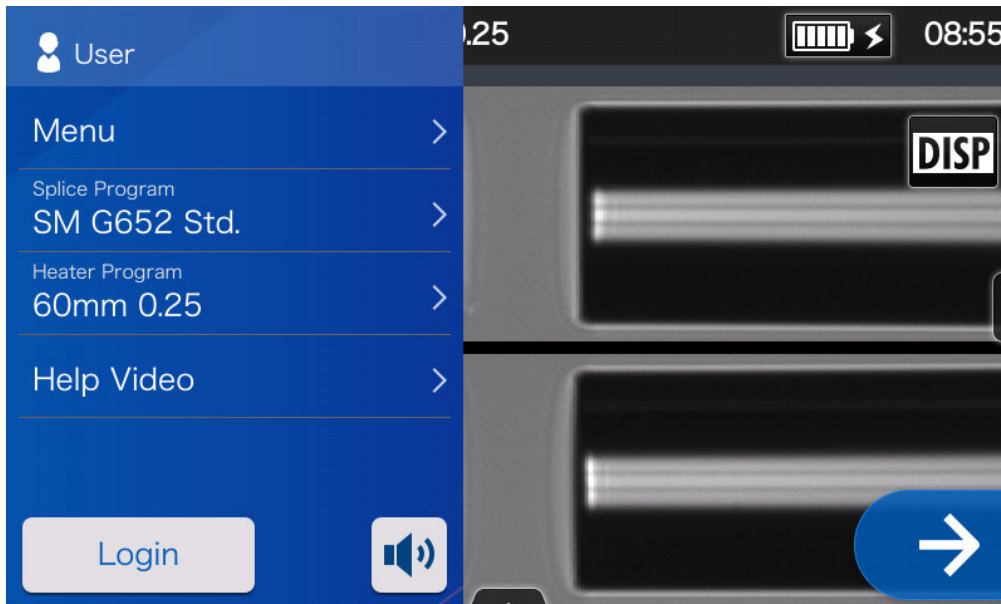 User
.25
08:55
Menu
DISP
Splice Program
SM G652 Std.
Heater Program
60mm 0.25
Help Video
Login